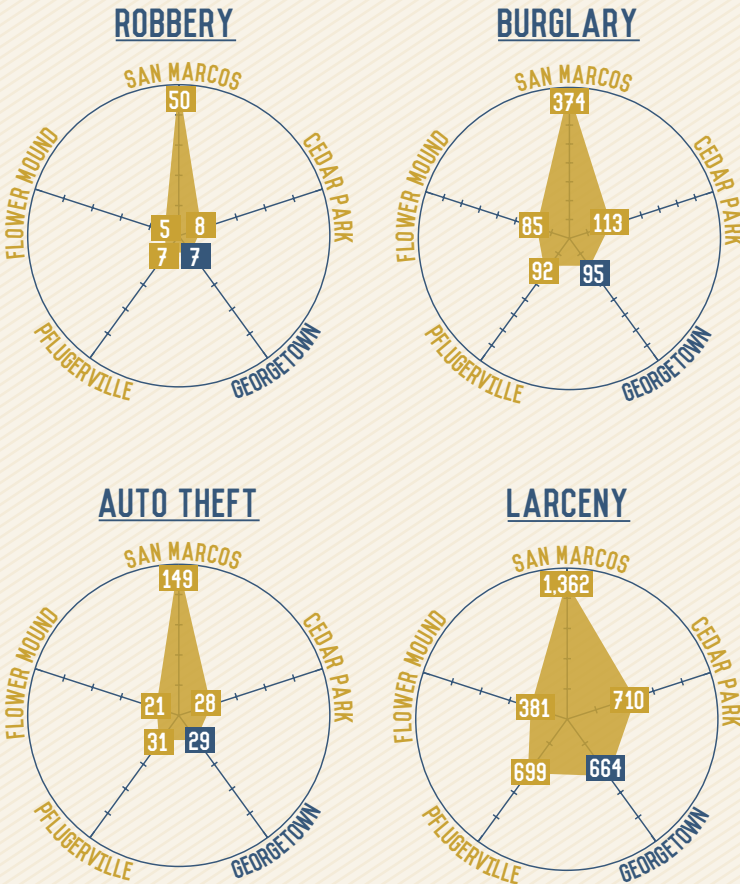 ROBBERY
SAN MARCOS
50
FLOWER MOUND
CEDAR PARK
5
8
7
7
PFLUGERVILLE
GEORGETOWN
BURGLARY
SAN MARCOS
374
FLOWER MOUND
CEDAR PARK
85
113
92
95
PFLUGERVILLE
GEORGETOWN
AUTO THEFT
SAN MARCOS
149
FLOWER MOUND
CEDAR PARK
21
28
31
29
PFLUGERVILLE
GEORGETOWN
LARCENY
SAN MARCOS
1,362
FLOWER MOUND
CEDAR PARK
381
710
699
664
PFLUGERVILLE
GEORGETOWN